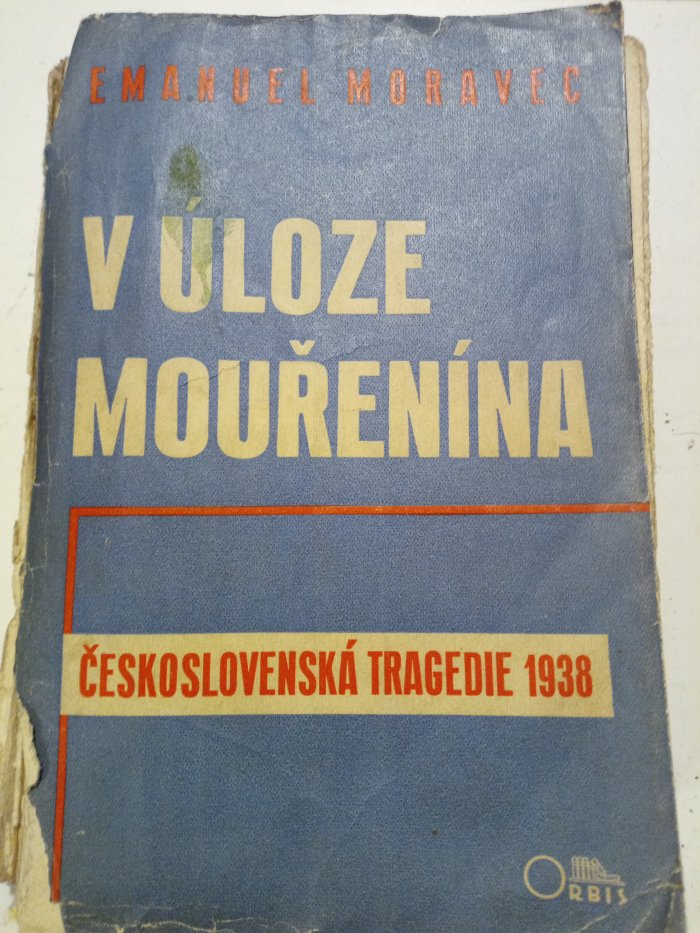 EMANUEL MORAVEC
V ÚLOZE
MOUŘENÍNA
ČESKOSLOVENSKÁ TRAGEDIE 1938
ORBIS